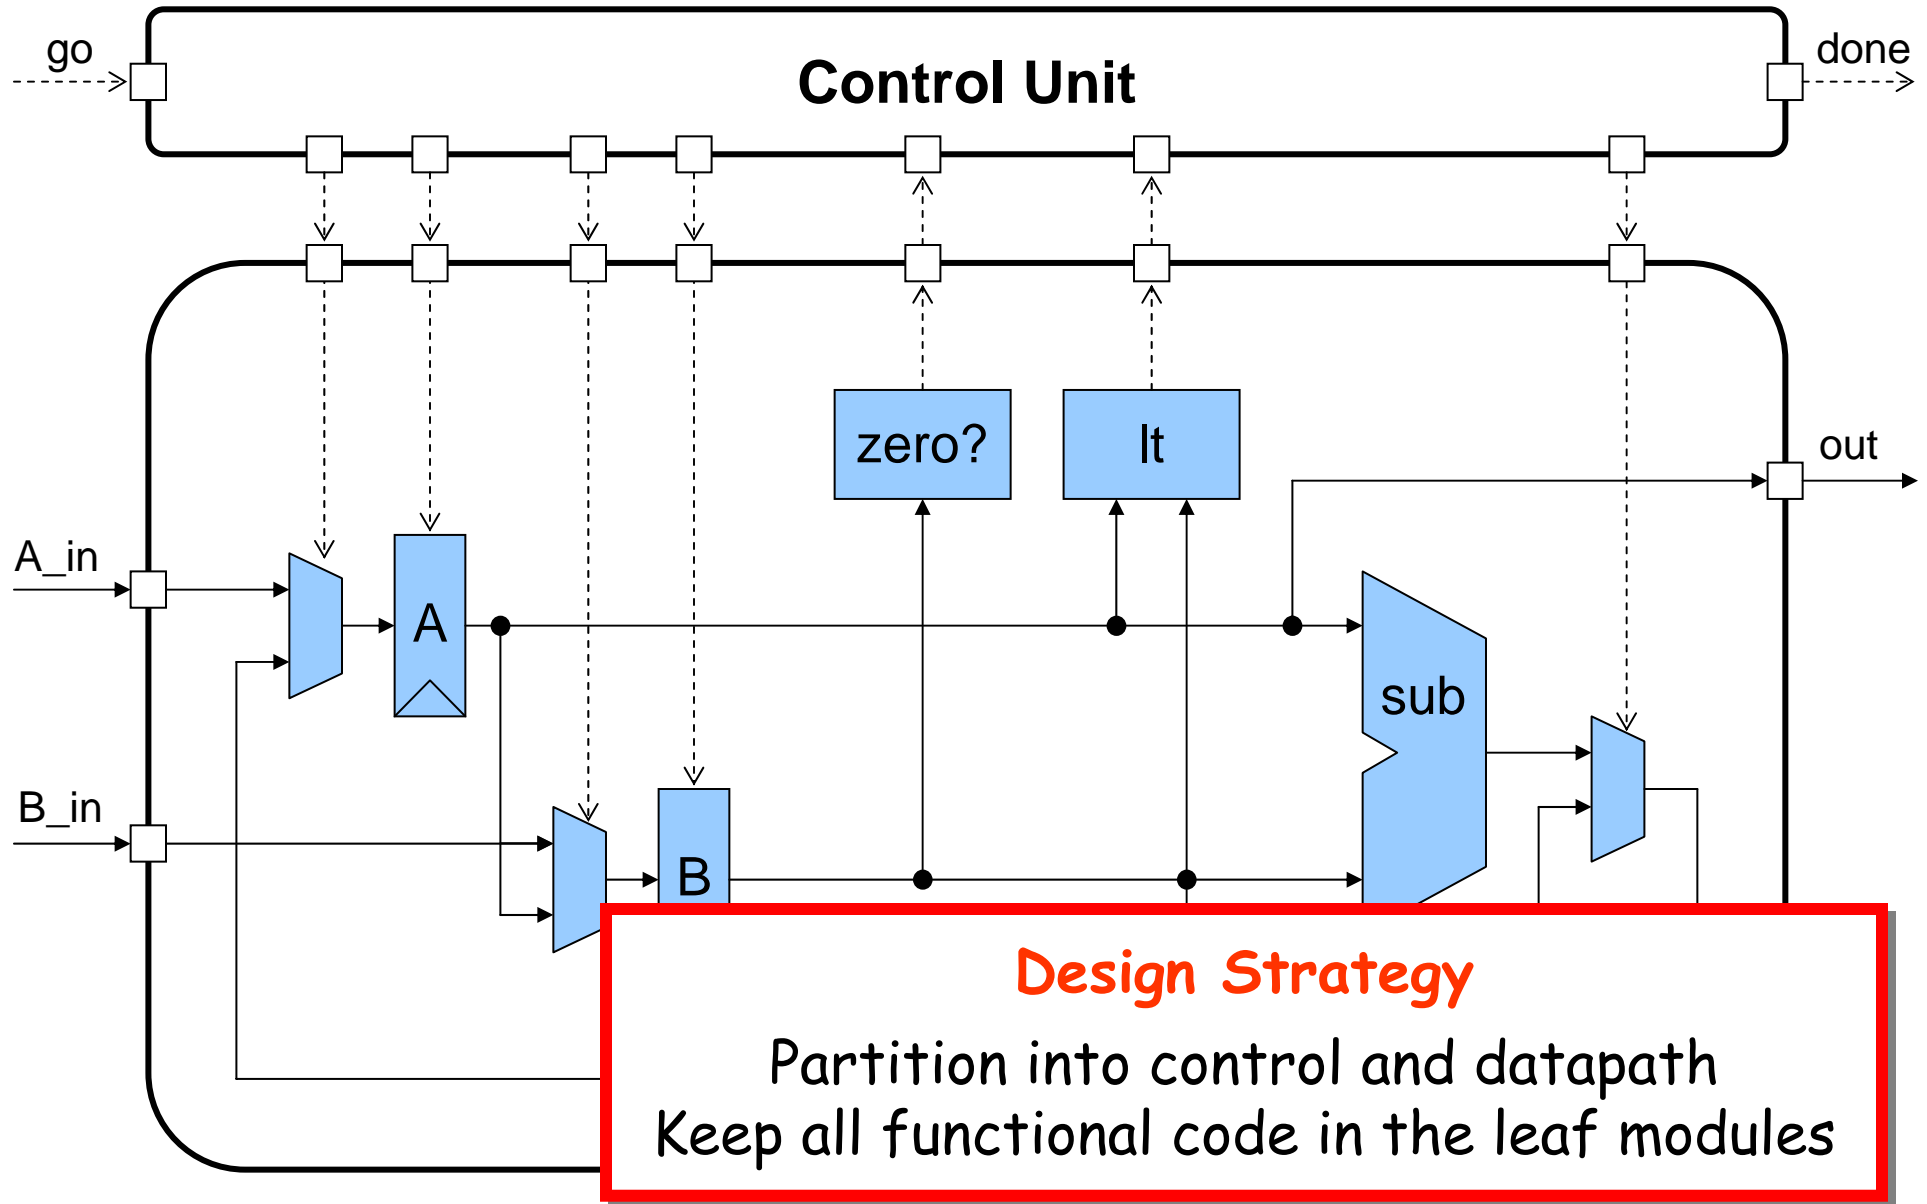 go
Control Unit
done
zero?
lt
out
A_in
A
sub
B_in
B
Design Strategy
Partition into control and datapath
Keep all functional code in the leaf modules